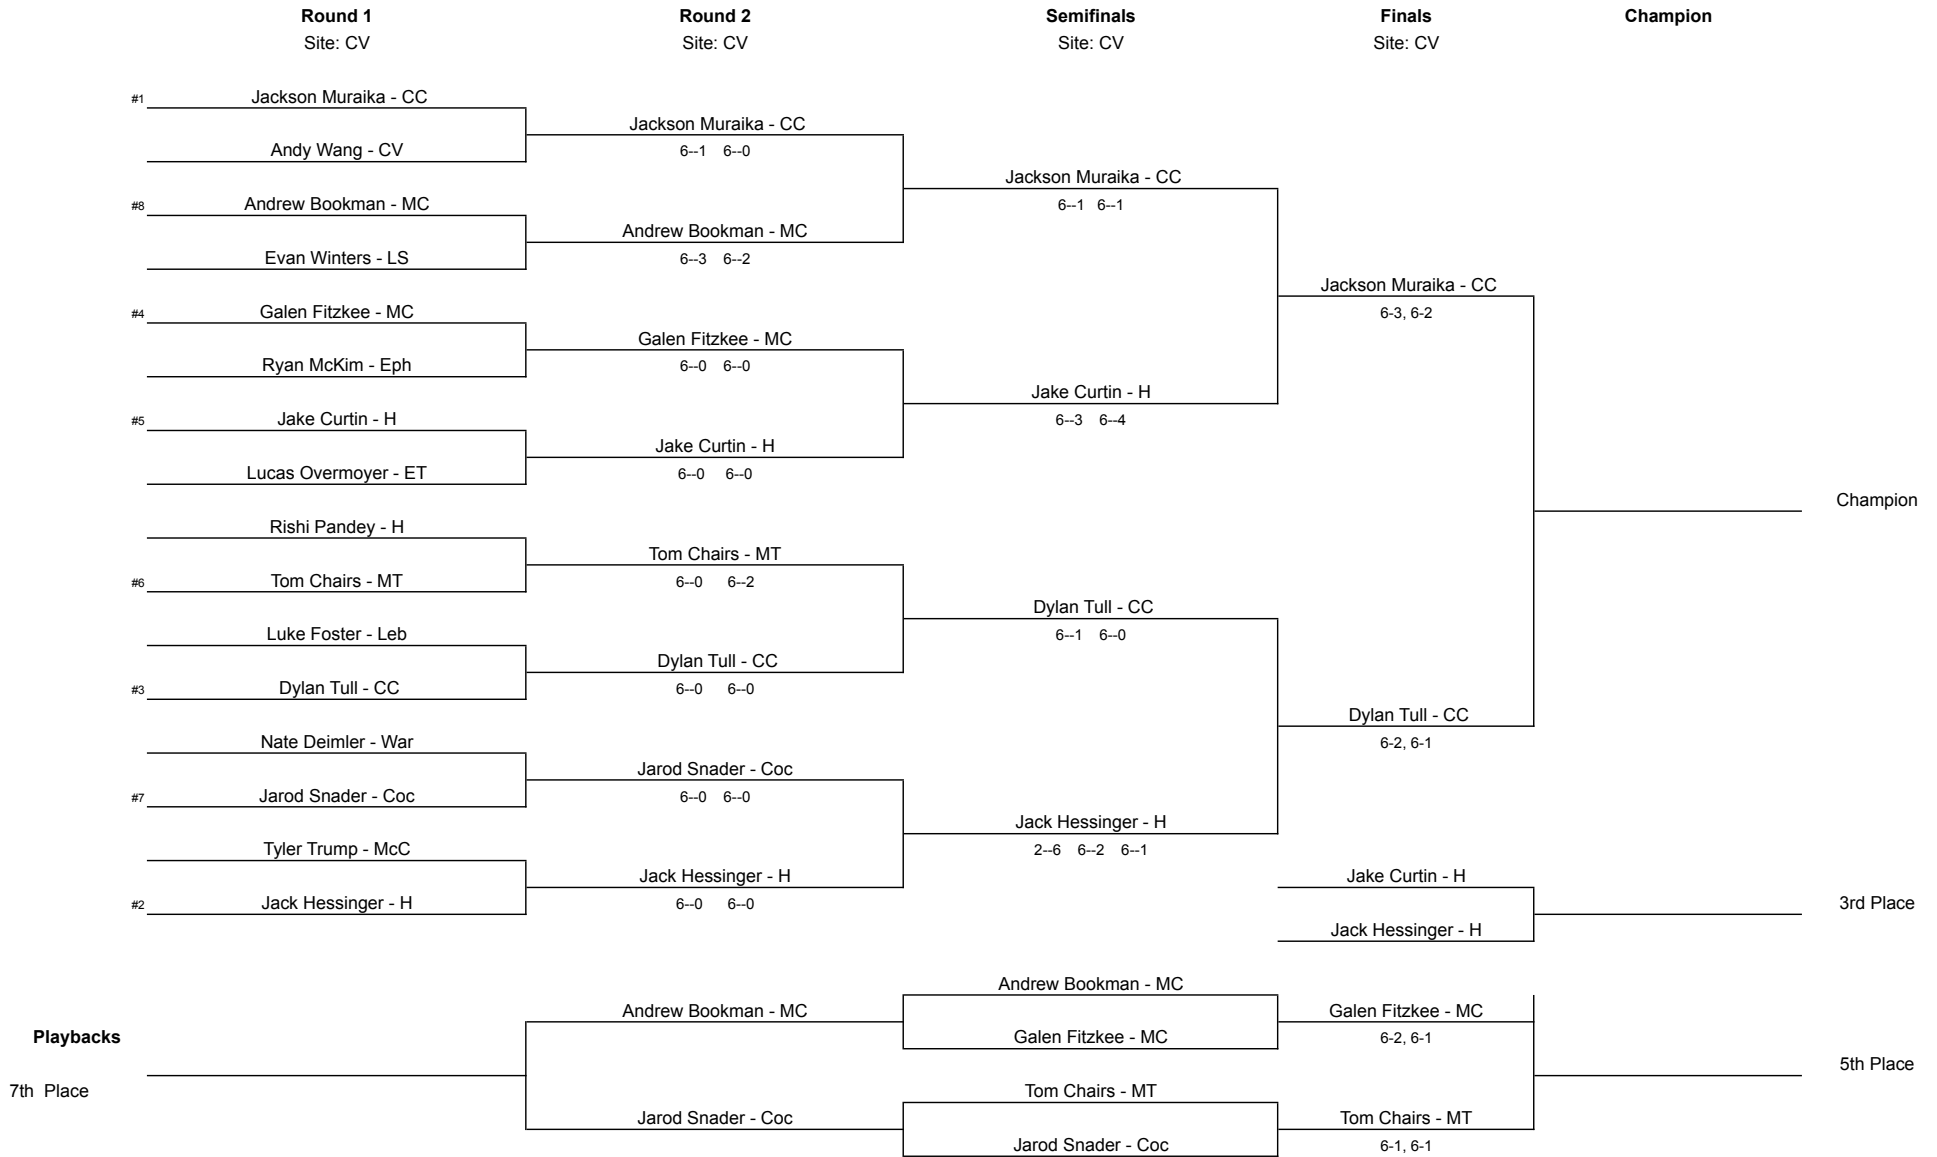 Round 1 Round 2 Semifinals Finals Champion
Site: CV Site: CV Site: CV Site: CV
#1 Jackson Muraika - CC
Jackson Muraika - CC
Andy Wang - CV 6--1 6--0
Jackson Muraika - CC
#8 Andrew Bookman - MC 6--1 6--1
Andrew Bookman - MC
Evan Winters - LS 6--3 6--2
Jackson Muraika - CC
#4 Galen Fitzkee - MC 6-3, 6-2
Galen Fitzkee - MC
Ryan McKim - Eph 6--0 6--0
Jake Curtin - H
#5 Jake Curtin - H 6--3 6--4
Jake Curtin - H
Lucas Overmoyer - ET 6--0 6--0
Champion
Rishi Pandey - H
Tom Chairs - MT
#6 Tom Chairs - MT 6--0 6--2
Dylan Tull - CC
Luke Foster - Leb 6--1 6--0
Dylan Tull - CC
#3 Dylan Tull - CC 6--0 6--0
Dylan Tull - CC
Nate Deimler - War 6-2, 6-1
Jarod Snader - Coc
#7 Jarod Snader - Coc 6--0 6--0
Jack Hessinger - H
Tyler Trump - McC 2--6 6--2 6--1
Jack Hessinger - H Jake Curtin - H
#2 Jack Hessinger - H 6--0 6--0 3rd Place
Jack Hessinger - H
Andrew Bookman - MC
Andrew Bookman - MC Galen Fitzkee - MC
Playbacks Galen Fitzkee - MC 6-2, 6-1
5th Place
7th Place Tom Chairs - MT
Jarod Snader - Coc Tom Chairs - MT
Jarod Snader - Coc 6-1, 6-1